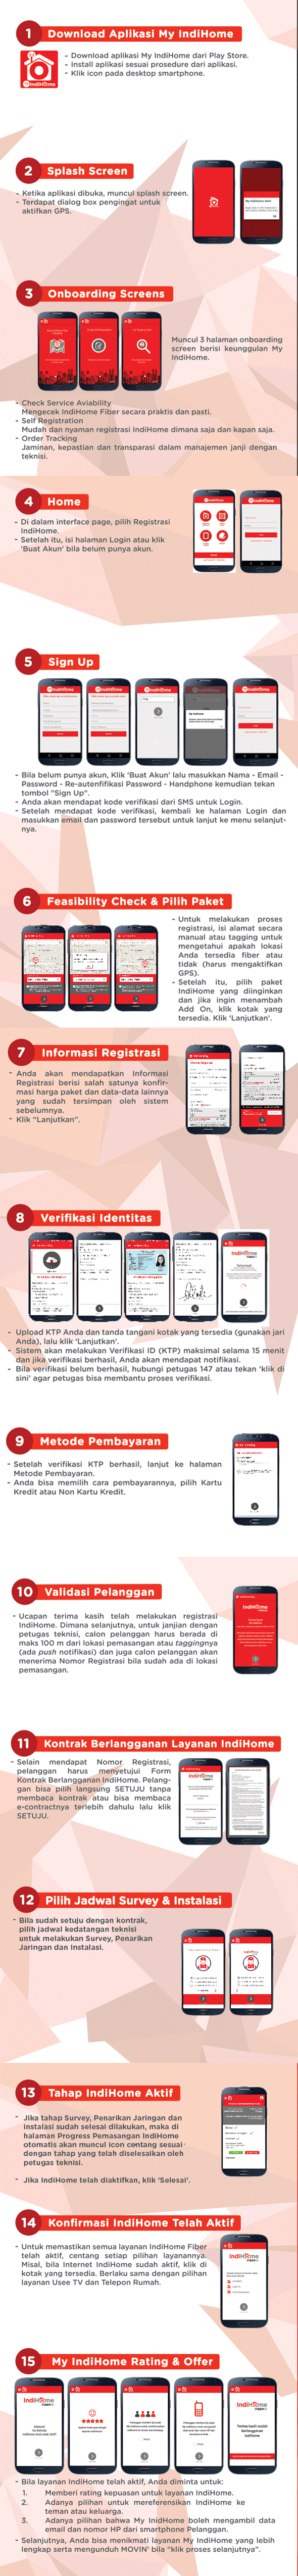 1 Download Aplikasi My IndiHome
- Download aplikasi My IndiHome dari Play Store.
- Install aplikasi sesuai prosedure dari aplikasi.
- Klik icon pada desktop smartphone.
IndiHome
2 Splash Screen
- Ketika aplikasi dibuka, muncul splash screen.
- Terdapat dialog box pengingat untuk
aktifkan GPS.
3 Onboarding Screens
Muncul 3 halaman onboarding
screen berisi keunggulan My
IndiHome.
- Check Service Aviability
Mengecek IndiHome Fiber secara praktis dan pasti.
- Self Registration
Mudah dan nyaman registrasi IndiHome dimana saja dan kapan saja.
- Order Tracking
Jaminan, kepastian dan transparasi dalam manajemen janji dengan
teknisi.
4 Home
- Di dalam interface page, pilih Registrasi
IndiHome.
- Setelah itu, isi halaman Login atau klik
'Buat Akun' bila belum punya akun.
5 Sign Up
- Bila belum punya akun, Klik 'Buat Akun' lalu masukkan Nama - Email -
Password - Re-autenfifikasi Password - Handphone kemudian tekan
tombol "Sign Up".
- Anda akan mendapat kode verifikasi dari SMS untuk Login.
- Setelah mendapat kode verifikasi, kembali ke halaman Login dan
masukkan email dan password tersebut untuk lanjut ke menu selanjut-
nya.
6 Feasibility Check & Pilih Paket
- Untuk melakukan proses
registrasi, isi alamat secara
manual atau tagging untuk
mengetahui apakah lokasi
Anda tersedia fiber atau
tidak (harus mengaktifkan
GPS).
- Setelah itu, pilih paket
IndiHome yang diinginkan
dan jika ingin menambah
Add On, klik kotak yang
tersedia. Klik 'Lanjutkan'.
7 Informasi Registrasi
- Anda akan mendapatkan Informasi
Registrasi berisi salah satunya konfir-
masi harga paket dan data-data lainnya
yang sudah tersimpan oleh sistem
sebelumnya.
- Klik "Lanjutkan".
8 Verifikasi Identitas
- Upload KTP Anda dan tanda tangani kotak yang tersedia (gunakan jari
Anda), lalu klik 'Lanjutkan'.
- Sistem akan melakukan Verifikasi ID (KTP) maksimal selama 15 menit
dan jika verifikasi berhasil, Anda akan mendapat notifikasi.
- Bila verifikasi belum berhasil, hubungi petugas 147 atau tekan 'klik di
sini' agar petugas bisa membantu proses verifikasi.
9 Metode Pembayaran
- Setelah verifikasi KTP berhasil, lanjut ke halaman
Metode Pembayaran.
- Anda bisa memilih cara pembayarannya, pilih Kartu
Kredit atau Non Kartu Kredit.
10 Validasi Pelanggan
- Ucapan terima kasih telah melakukan registrasi
IndiHome. Dimana selanjutnya, untuk janjian dengan
petugas teknisi, calon pelanggan harus berada di
maks 100 m dari lokasi pemasangan atau taggingnya
(ada push notifikasi) dan juga calon pelanggan akan
menerima Nomor Registrasi bila sudah ada di lokasi
pemasangan.
11 Kontrak Berlangganan Layanan IndiHome
- Selain mendapat Nomor Registrasi,
pelanggan harus menyetujui Form
Kontrak Berlangganan IndiHome. Pelang-
gan bisa pilih langsung SETUJU tanpa
membaca kontrak atau bisa membaca
e-contractnya terlebih dahulu lalu klik
SETUJU.
12 Pilih Jadwal Survey & Instalasi
- Bila sudah setuju dengan kontrak,
pilih jadwal kedatangan teknisi
untuk melakukan Survey, Penarikan
Jaringan dan Instalasi.
13 Tahap IndiHome Aktif
- Jika tahap Survey, Penarikan Jaringan dan
instalasi sudah selesai dilakukan, maka di
halaman Progress Pemasangan IndiHome
otomatis akan muncul icon centang sesuai
dengan tahap yang telah diselesaikan oleh
petugas teknisi.
- Jika IndiHome telah diaktifkan, klik 'Selesai'.
14 Konfirmasi IndiHome Telah Aktif
- Untuk memastikan semua layanan IndiHome Fiber
telah aktif, centang setiap pilihan layanannya.
Misal, bila Internet IndiHome sudah aktif, klik di
kotak yang tersedia. Berlaku sama dengan pilihan
layanan Usee TV dan Telepon Rumah.
15 My IndiHome Rating & Offer
- Bila layanan IndiHome telah aktif, Anda diminta untuk:
1. Memberi rating kepuasan untuk layanan IndiHome.
2. Adanya pilihan untuk mereferensikan IndiHome ke
teman atau keluarga.
3. Adanya pilihan bahwa My IndiHome boleh mengambil data
email dan nomor HP dari smartphone Pelanggan.
- Selanjutnya, Anda bisa menikmati layanan My IndiHome yang lebih
lengkap serta mengunduh MOVIN' bila "klik proses selanjutnya".